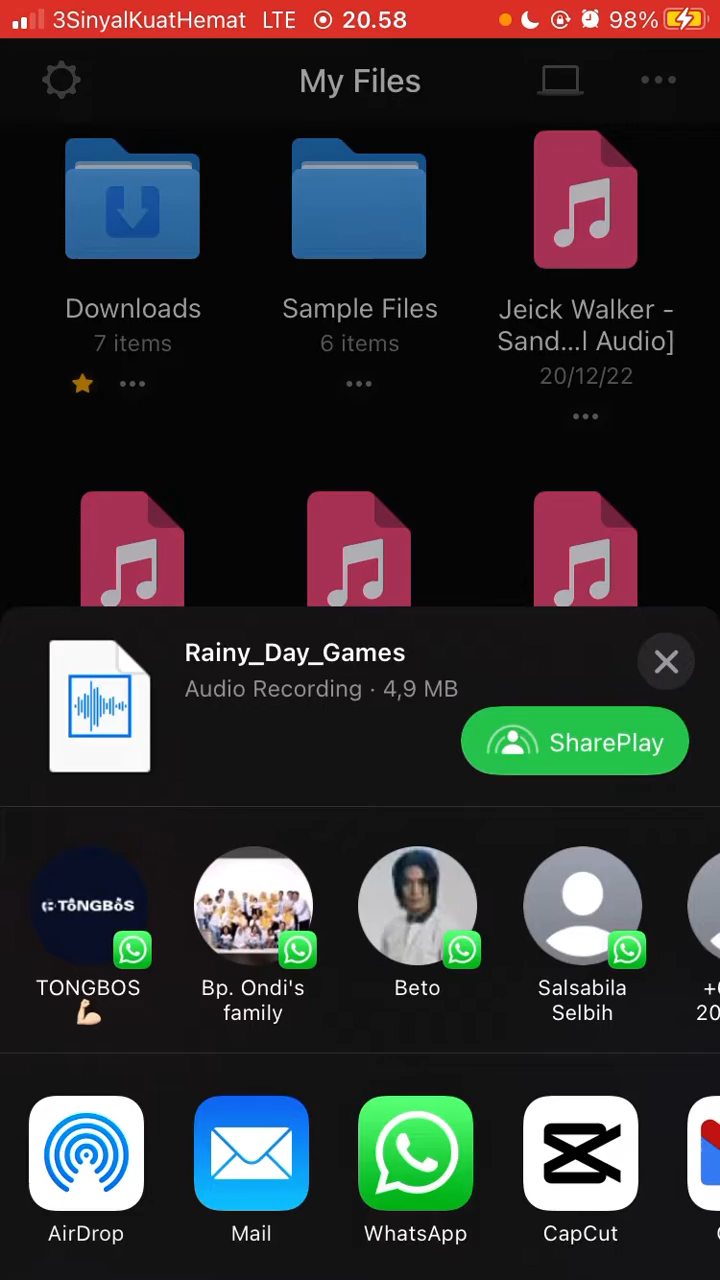 3SinyalKuatHemat LTE 20.58 98%
My Files
Downloads
7 items
Sample Files
6 items
Jeick Walker -
Sand...l Audio]
20/12/22
Rainy_Day_Games
Audio Recording · 4,9 MB
SharePlay
TONGBOS
TONGBOS
💪🏻
Bp. Ondi's
family
Beto
Salsabila
Selbih
20
AirDrop
Mail
WhatsApp
CapCut